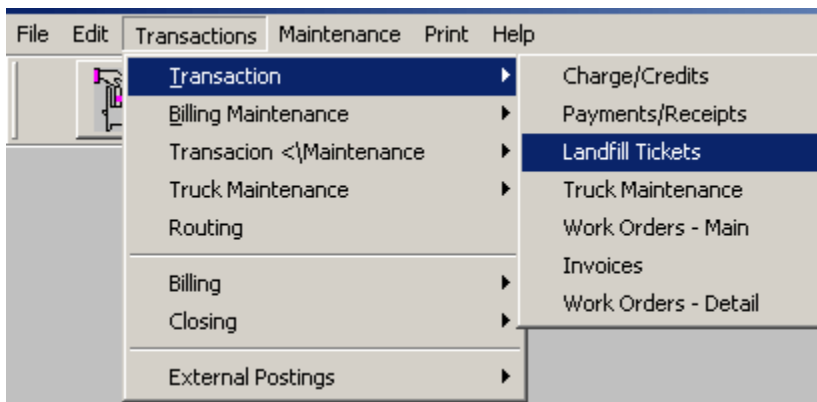 File Edit Transactions Maintenance Print Help
Transaction
Billing Maintenance
Transacion <\Maintenance
Truck Maintenance
Routing
Billing
Closing
External Postings
Charge/Credits
Payments/Receipts
Landfill Tickets
Truck Maintenance
Work Orders - Main
Invoices
Work Orders - Detail